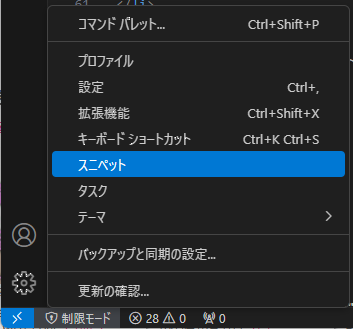 61 </li>
コマンド パレット... Ctrl+Shift+P
プロファイル
設定 Ctrl+,
拡張機能 Ctrl+Shift+X
キーボード ショートカット Ctrl+K Ctrl+S
スニペット
タスク
テーマ
バックアップと同期の設定...
更新の確認...
制限モード 28 0 0